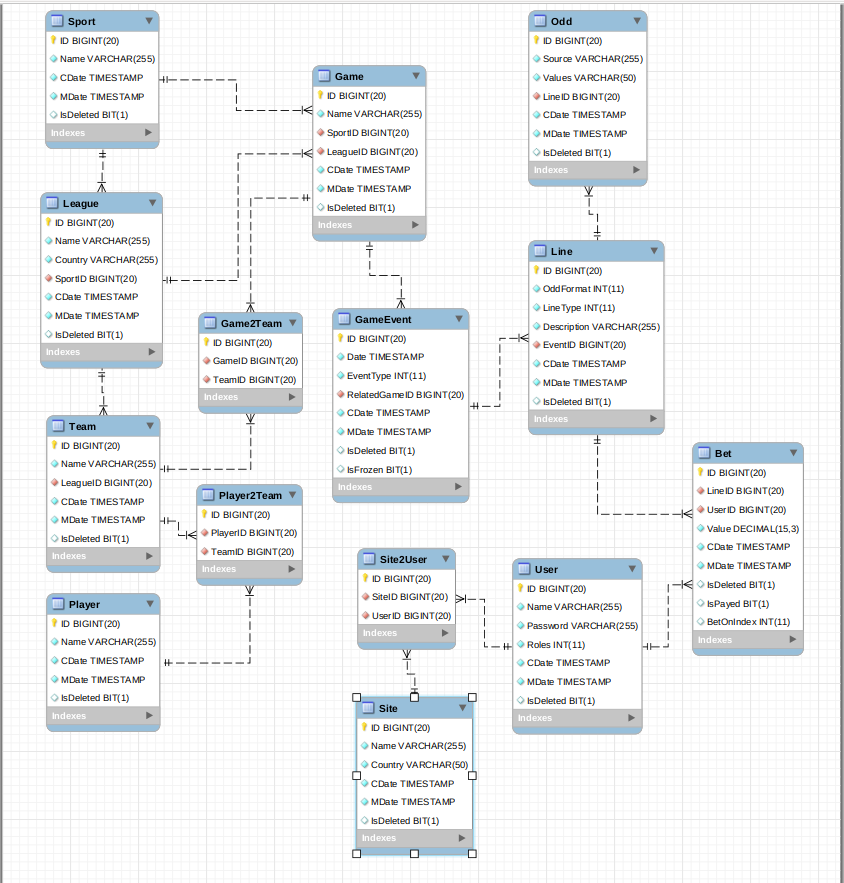 Sport
ID BIGINT(20)
Name VARCHAR(255)
CDate TIMESTAMP
MDate TIMESTAMP
IsDeleted BIT(1)
Indexes
League
ID BIGINT(20)
Name VARCHAR(255)
Country VARCHAR(255)
SportID BIGINT(20)
CDate TIMESTAMP
MDate TIMESTAMP
IsDeleted BIT(1)
Indexes
Team
ID BIGINT(20)
Name VARCHAR(255)
LeagueID BIGINT(20)
CDate TIMESTAMP
MDate TIMESTAMP
IsDeleted BIT(1)
Indexes
Player
ID BIGINT(20)
Name VARCHAR(255)
CDate TIMESTAMP
MDate TIMESTAMP
IsDeleted BIT(1)
Indexes
Game2Team
ID BIGINT(20)
GameID BIGINT(20)
TeamID BIGINT(20)
Indexes
Player2Team
ID BIGINT(20)
PlayerID BIGINT(20)
TeamID BIGINT(20)
Indexes
Game
ID BIGINT(20)
Name VARCHAR(255)
SportID BIGINT(20)
LeagueID BIGINT(20)
CDate TIMESTAMP
MDate TIMESTAMP
IsDeleted BIT(1)
Indexes
GameEvent
ID BIGINT(20)
Date TIMESTAMP
EventType INT(11)
RelatedGameID BIGINT(20)
CDate TIMESTAMP
MDate TIMESTAMP
IsDeleted BIT(1)
IsFrozen BIT(1)
Indexes
Site2User
ID BIGINT(20)
SiteID BIGINT(20)
UserID BIGINT(20)
Indexes
Site
ID BIGINT(20)
Name VARCHAR(255)
Country VARCHAR(50)
CDate TIMESTAMP
MDate TIMESTAMP
IsDeleted BIT(1)
Indexes
Odd
ID BIGINT(20)
Source VARCHAR(255)
Values VARCHAR(50)
LineID BIGINT(20)
CDate TIMESTAMP
MDate TIMESTAMP
IsDeleted BIT(1)
Indexes
Line
ID BIGINT(20)
OddFormat INT(11)
LineType INT(11)
Description VARCHAR(255)
EventID BIGINT(20)
CDate TIMESTAMP
MDate TIMESTAMP
IsDeleted BIT(1)
Indexes
User
ID BIGINT(20)
Name VARCHAR(255)
Password VARCHAR(255)
Roles INT(11)
CDate TIMESTAMP
MDate TIMESTAMP
IsDeleted BIT(1)
Indexes
Bet
ID BIGINT(20)
LineID BIGINT(20)
UserID BIGINT(20)
Value DECIMAL(15,3)
CDate TIMESTAMP
MDate TIMESTAMP
IsDeleted BIT(1)
IsPayed BIT(1)
BetOnIndex INT(11)
Indexes